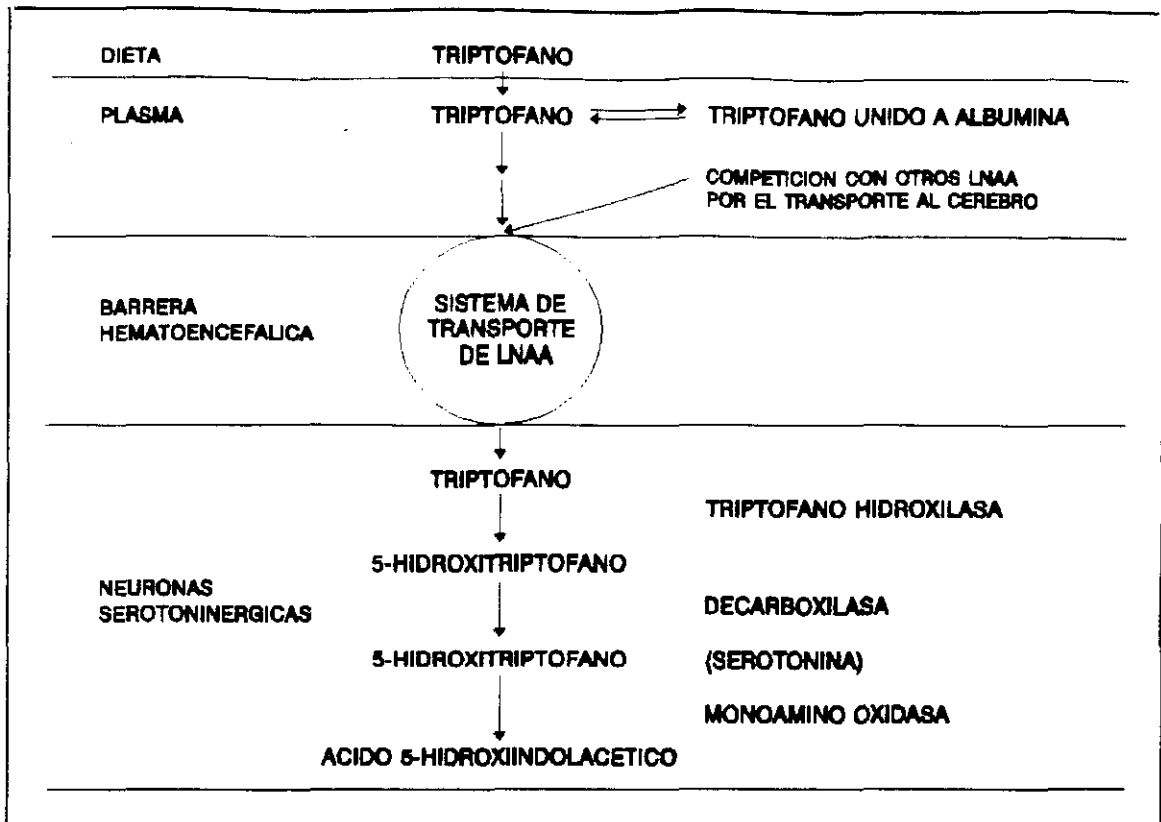 DIETA TRIPTOFANO
PLASMA TRIPTOFANO TRIPTOFANO UNIDO A ALBUMINA
COMPETICION CON OTROS LNAA
POR EL TRANSPORTE AL CEREBRO
BARRERA
HEMATOENCEFALICA
SISTEMA DE
TRANSPORTE
DE LNAA
TRIPTOFANO
TRIPTOFANO HIDROXILASA
5-HIDROXITRIPTOFANO
NEURONAS
SEROTONINERGICAS
DECARBOXILASA
5-HIDROXITRIPTOFANO (SEROTONINA)
MONOAMINO OXIDASA
ACIDO 5-HIDROXIINDOLACETICO